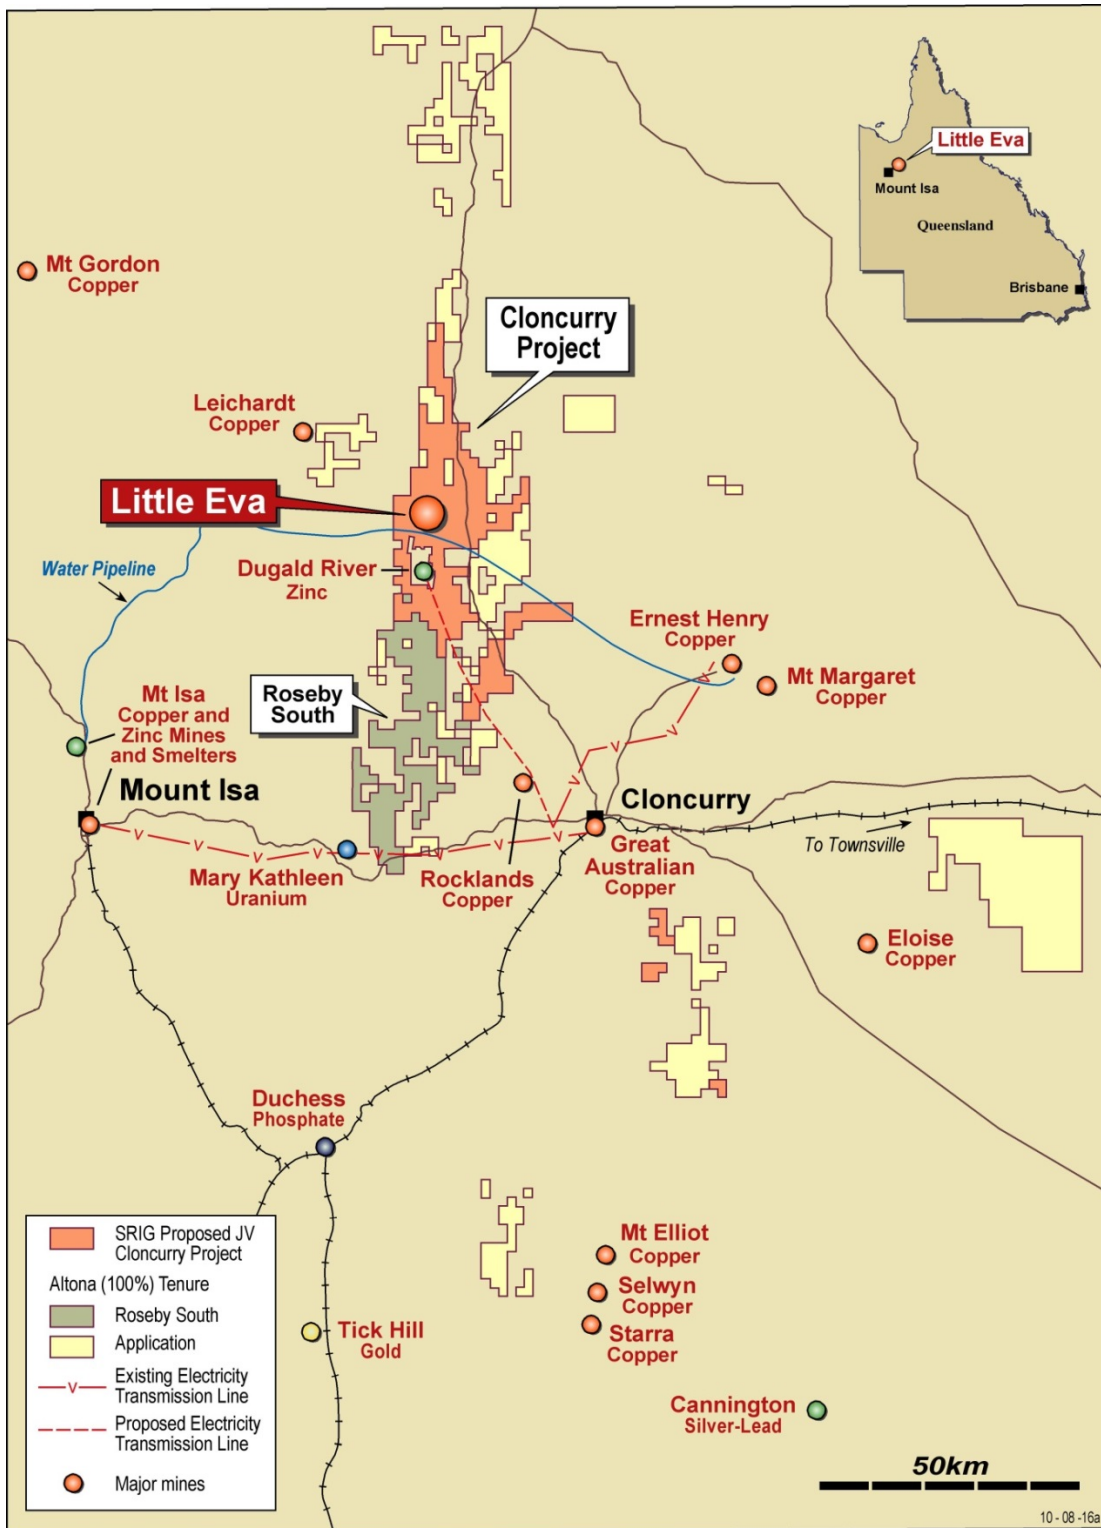 Little Eva
Mount Isa
Queensland
Brisbane
Mt Gordon
Copper
Cloncurry
Project
Leichardt
Copper
Little Eva
Water Pipeline
Dugald River
Zinc
Ernest Henry
Copper
Mt Margaret
Copper
Roseby
South
Mt Isa
Copper and
Zinc Mines
and Smelters
Mount Isa
Cloncurry
To Townsville
Mary Kathleen
Uranium
Rocklands
Copper
Great
Australian
Copper
Eloise
Copper
Duchess
Phosphate
Mt Elliot
Copper
Selwyn
Copper
Starra
Copper
Tick Hill
Gold
Cannington
Silver-Lead
SRIG Proposed JV
Cloncurry Project
Altona (100%) Tenure
Roseby South
Application
Existing Electricity
Transmission Line
Proposed Electricity
Transmission Line
Major mines
50km
10 - 08 -16a